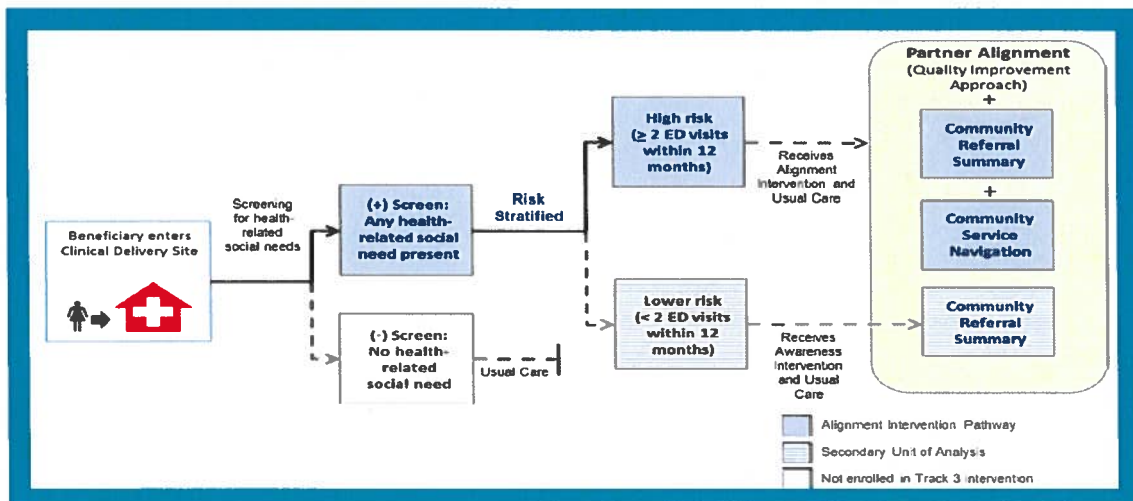 Beneficiary enters
Clinical Delivery Site
Screening
for health-
related
social needs
(+) Screen:
Any health-
related social
need present
(-) Screen:
No health-
related
social need
Usual Care
Risk
Stratified
High risk
(≥ 2 ED visits
within 12
months)
Receives
Alignment
Intervention and
Usual Care
Lower risk
(< 2 ED visits
within 12
months)
Receives
Awareness
Intervention
and Usual
Care
Partner Alignment
(Quality Improvement
Approach)
+
Community
Referral
Summary
+
Community
Service
Navigation
Community
Referral
Summary
Alignment Intervention Pathway
Secondary Unit of Analysis
Not enrolled in Track 3 intervention